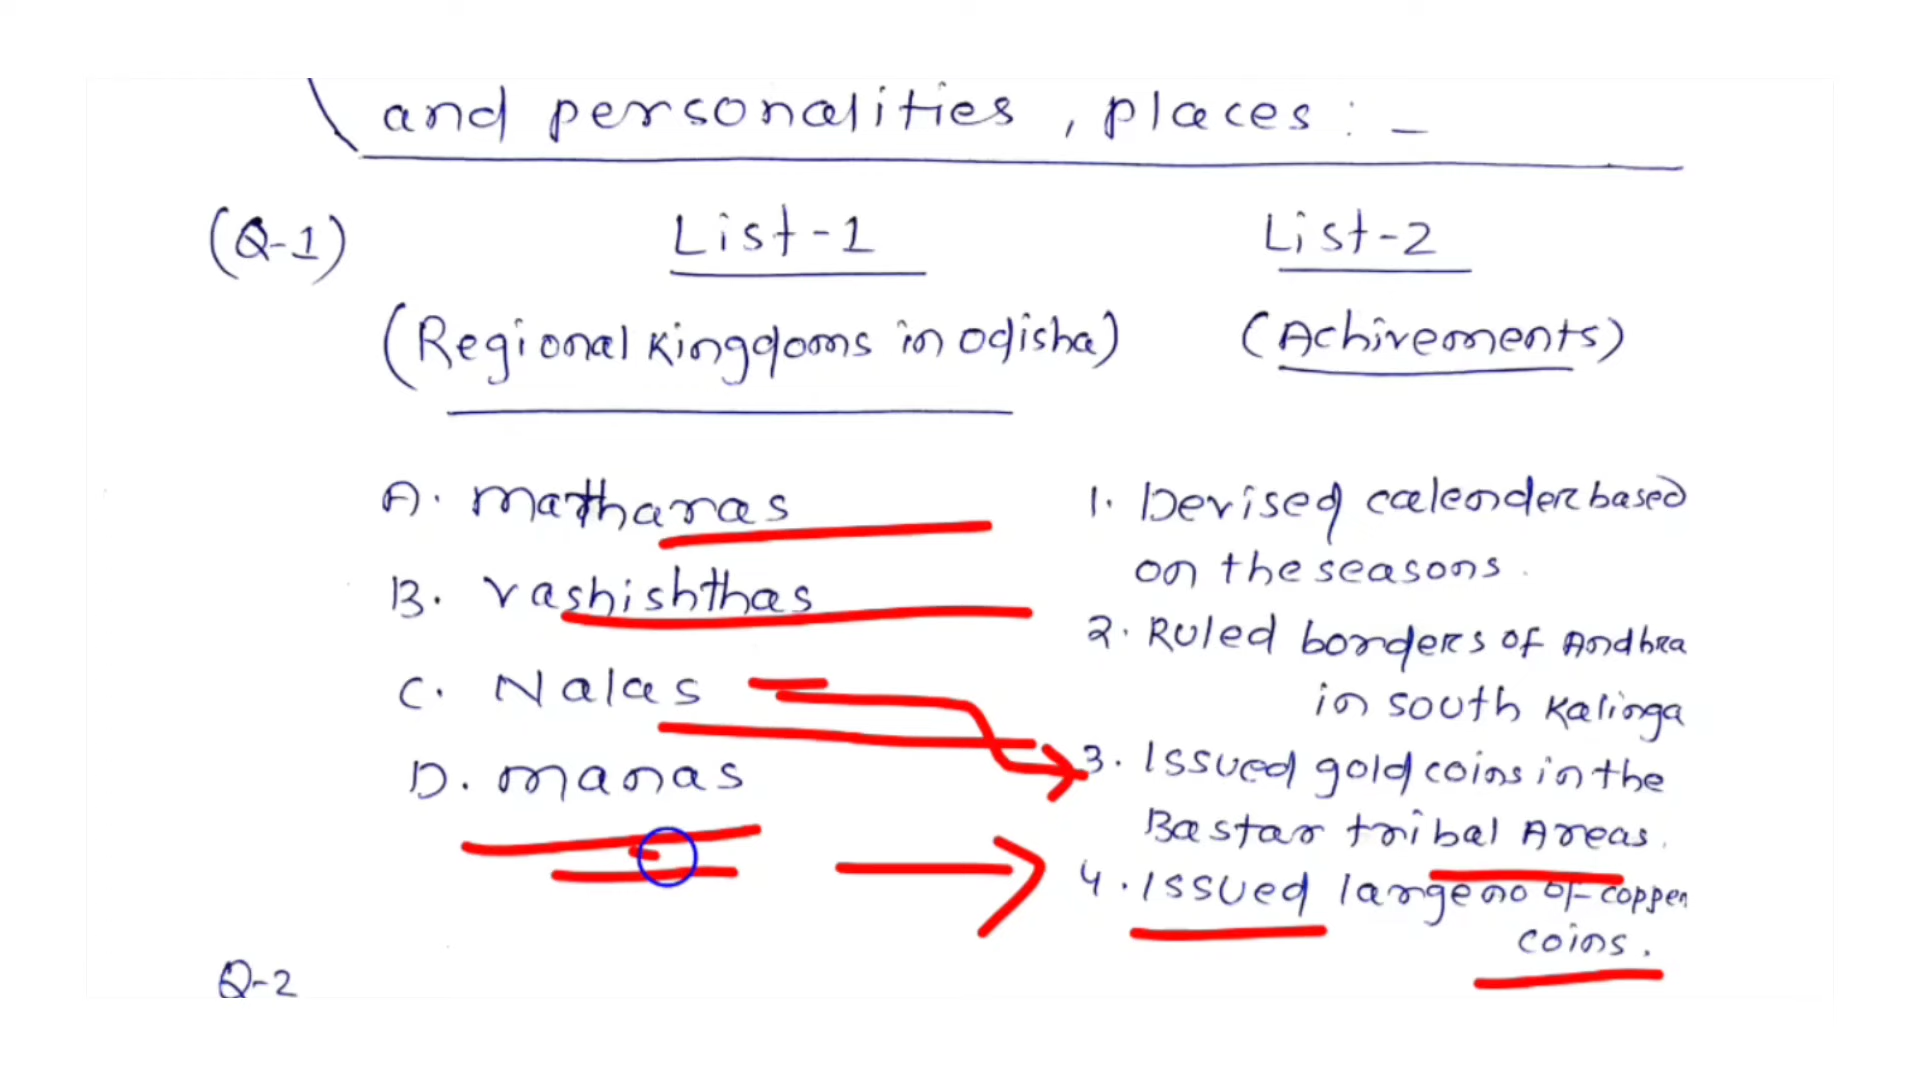 and personalities, places:-
(Q-1) List-1 List-2
(Regional Kingdoms in Odisha) (Achirements)
A. Matharas 1. Devised calender based
on the seasons.
B. Vashishthas 2. Ruled borders of Andhra
in south Kalinga
C. Nalas 3. Issued gold coins in the
Bastar tribal Areas.
D. Manas 4. Issued large no of copper
coins.
Q-2